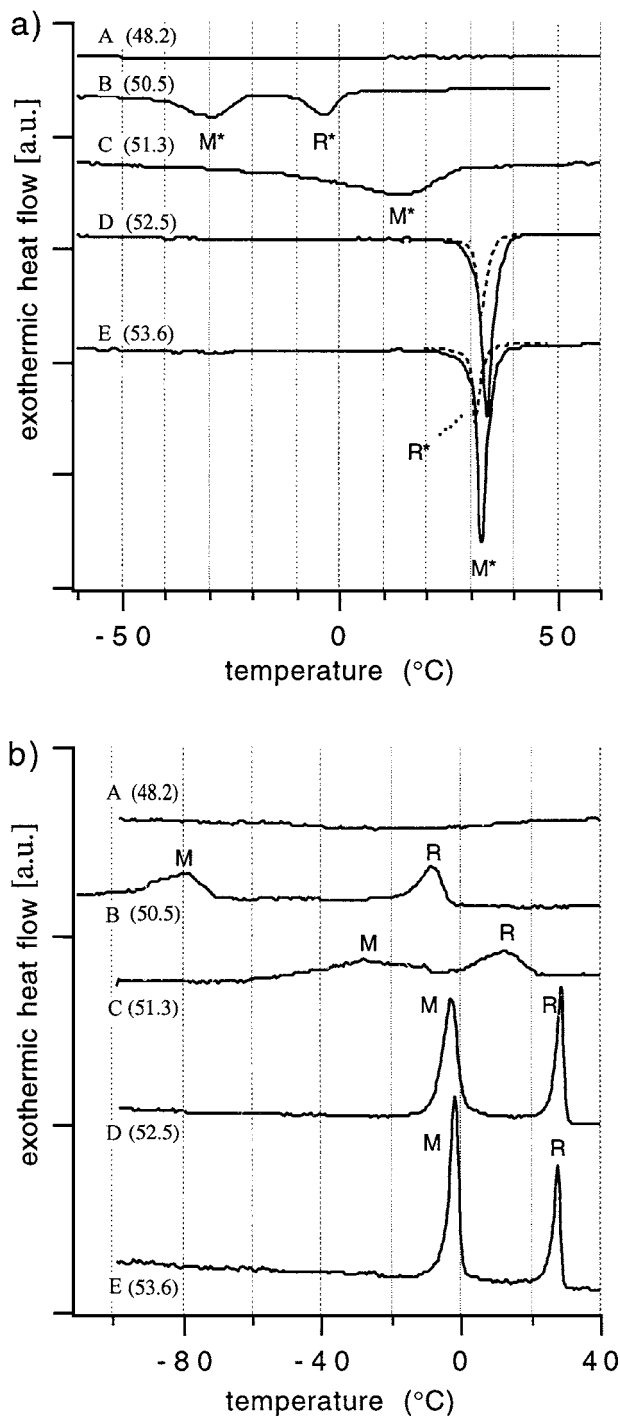 a)
exothermic heat flow [a.u.]
A (48.2)
B (50.5)
M* R*
C (51.3)
M*
D (52.5)
E (53.6)
R*
M*
-50 0 50
temperature (°C)
b)
exothermic heat flow [a.u.]
A (48.2)
M R
B (50.5)
M R
C (51.3)
M R
D (52.5)
M R
E (53.6)
-80 -40 0 40
temperature (°C)